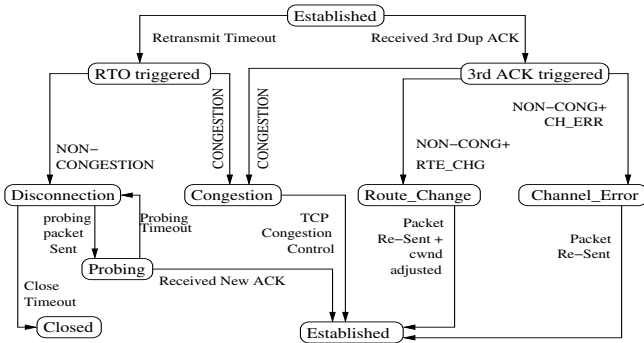 Established
Retransmit Timeout
Received 3rd Dup ACK
RTO triggered
3rd ACK triggered
CONGESTION
CONGESTION
NON-CONG+
CH_ERR
NON-
CONGESTION
NON-CONG+
RTE_CHG
Disconnection
Congestion
Route_Change
Channel_Error
probing
packet
Sent
Probing
Timeout
TCP
Congestion
Control
Packet
Re-Sent +
cwnd
adjusted
Packet
Re-Sent
Probing
Received New ACK
Close
Timeout
Closed
Established